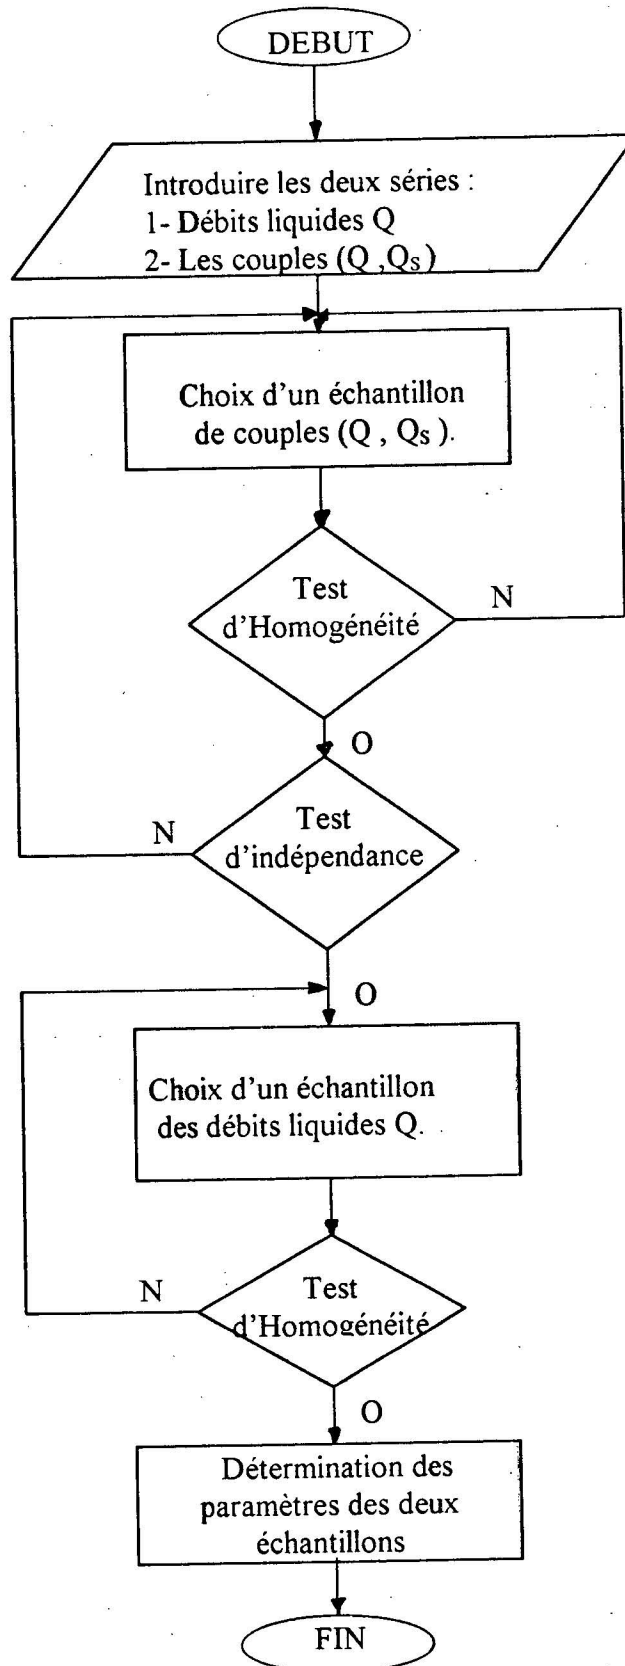 DEBUT
Introduire les deux séries :
1- Débits liquides Q
2- Les couples (Q ,Qs)
Choix d'un échantillon
de couples (Q , Qs ).
Test
d'Homogénéité
N
O
Test
d'indépendance
N
O
Choix d'un échantillon
des débits liquides Q.
Test
d'Homogénéité
N
O
Détermination des
paramètres des deux
échantillons
FIN